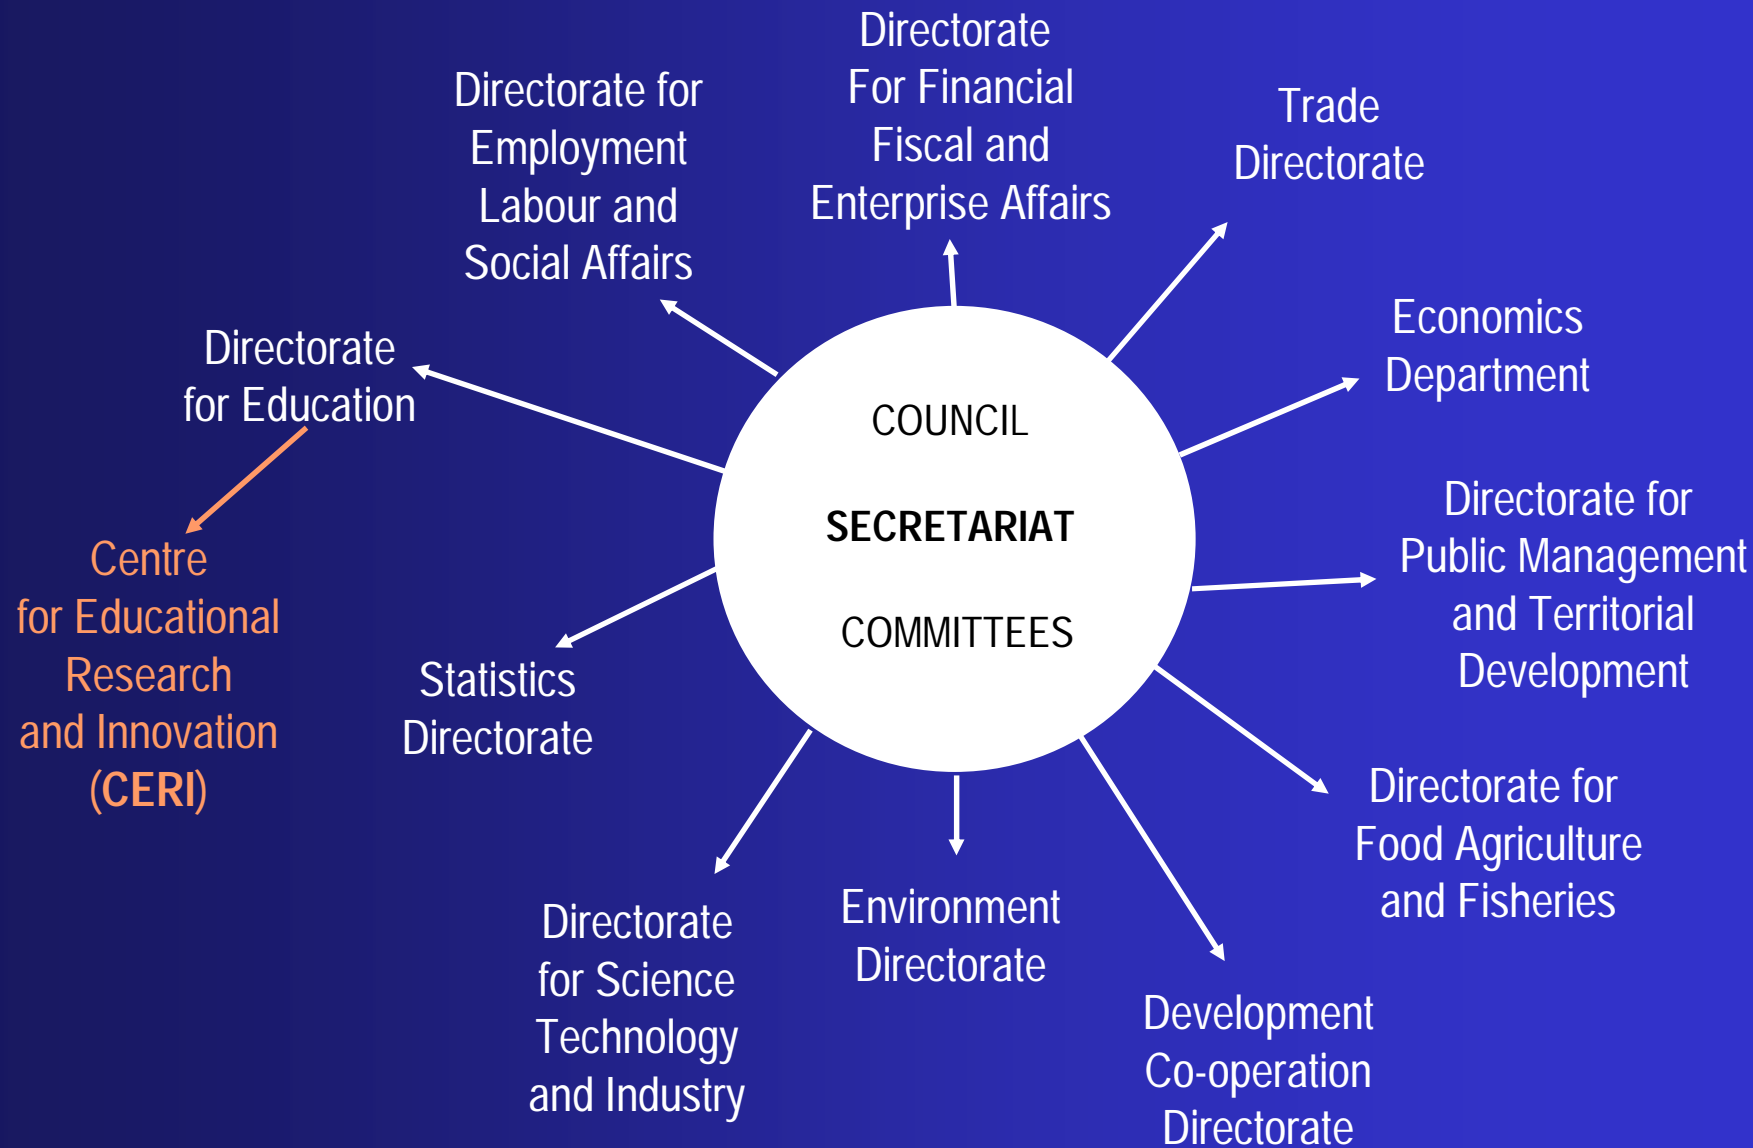 Directorate
For Financial
Fiscal and
Enterprise Affairs
Directorate for
Employment
Labour and
Social Affairs
Trade
Directorate
Directorate
for Education
Economics
Department
COUNCIL
SECRETARIAT
COMMITTEES
Directorate for
Public Management
and Territorial
Development
Centre
for Educational
Research
and Innovation
(CERI)
Statistics
Directorate
Directorate for
Food Agriculture
and Fisheries
Directorate
for Science
Technology
and Industry
Environment
Directorate
Development
Co-operation
Directorate